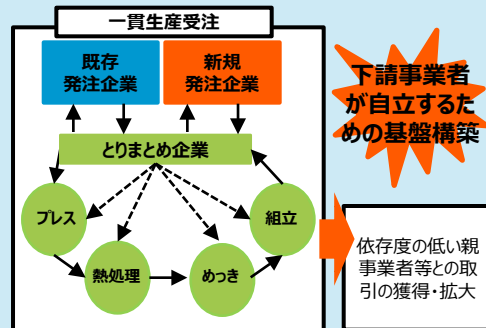 一貫生産受注
既存
発注企業
新規
発注企業
とりまとめ企業
プレス
熱処理
めっき
組立
下請事業者
が自立するた
めの基盤構築
依存度の低い親
事業者等との取
引の獲得・拡大